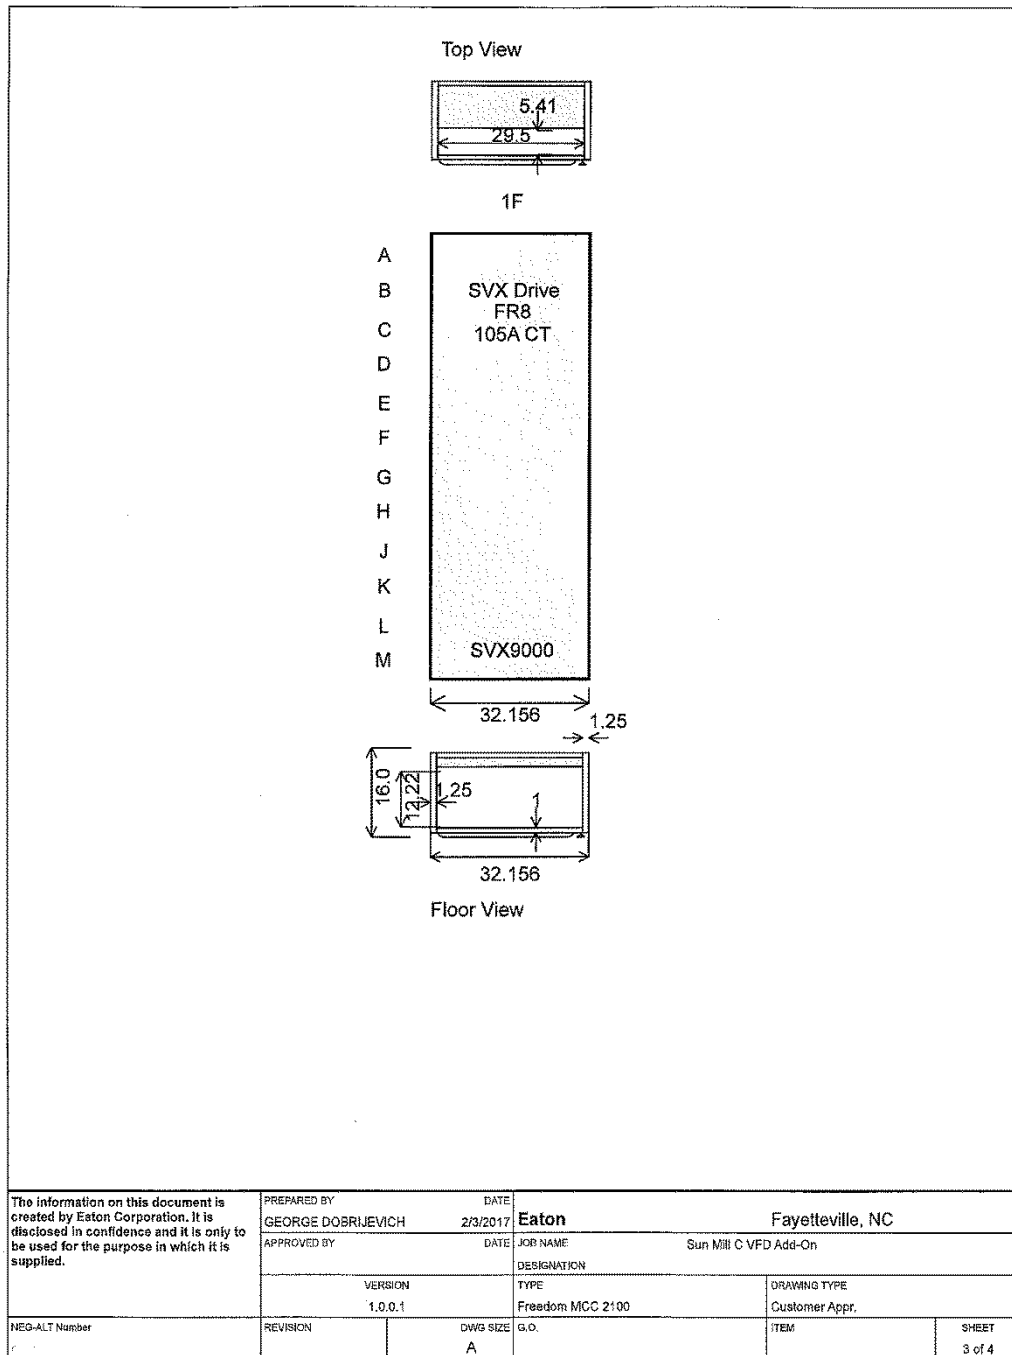 Top View
5.41
29.5
1F
A
B
C
D
E
F
G
H
J
K
L
M
SVX Drive
FR8
105A CT
SVX9000
32.156
1.25
16.0
12.22
1.25
1
32.156
Floor View
The information on this document is
created by Eaton Corporation. It is
disclosed in confidence and it is only to
be used for the purpose in which it is
supplied.
PREPARED BY DATE
GEORGE DOBRIJEVICH 2/3/2017
Eaton Fayetteville, NC
APPROVED BY DATE
JOB NAME Sun Mill C VFD Add-On
DESIGNATION
VERSION
1.0.0.1
TYPE
Freedom MCC 2100
DRAWING TYPE
Customer Appr.
NEG-ALT Number
REVISION
DWG SIZE
A
G.O.
ITEM
SHEET
3 of 4